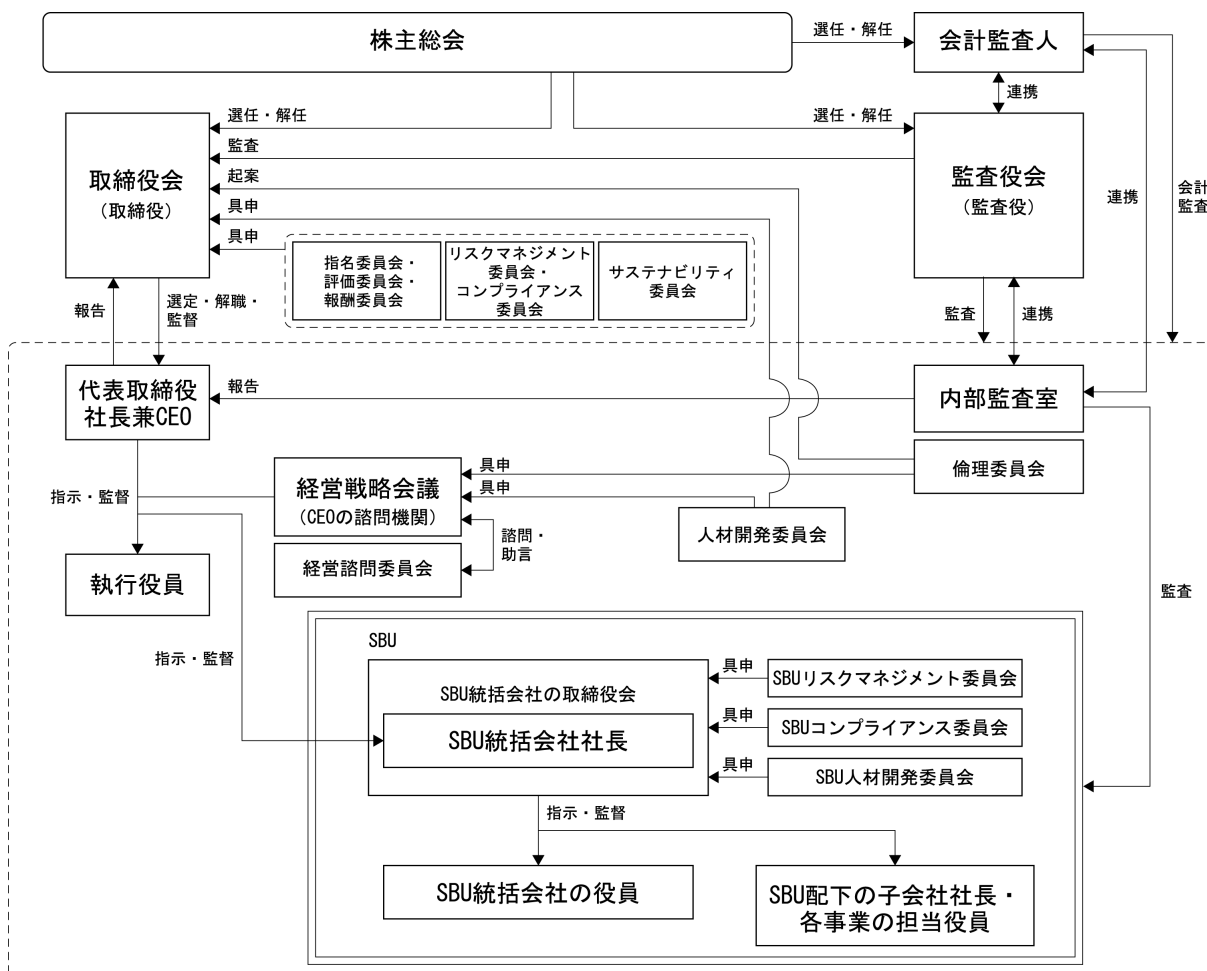 株主総会
選任・解任
会計監査人
連携
選任・解任
選任・解任
監査
起案
具申
具申
取締役会
(取締役)
監査役会
(監査役)
連携
会計
監査
指名委員会・
評価委員会・
報酬委員会
リスクマネジメント
委員会・
コンプライアンス
委員会
サステナビリティ
委員会
報告
選定・解職・
監督
監査
連携
代表取締役
社長兼CEO
報告
内部監査室
倫理委員会
指示・監督
経営戦略会議
(CEOの諮問機関)
具申
具申
諮問・
助言
人材開発委員会
経営諮問委員会
執行役員
監査
指示・監督
SBU
SBU統括会社の取締役会
SBU統括会社社長
具申
SBUリスクマネジメント委員会
具申
SBUコンプライアンス委員会
具申
SBU人材開発委員会
指示・監督
SBU統括会社の役員
SBU配下の子会社社長・
各事業の担当役員